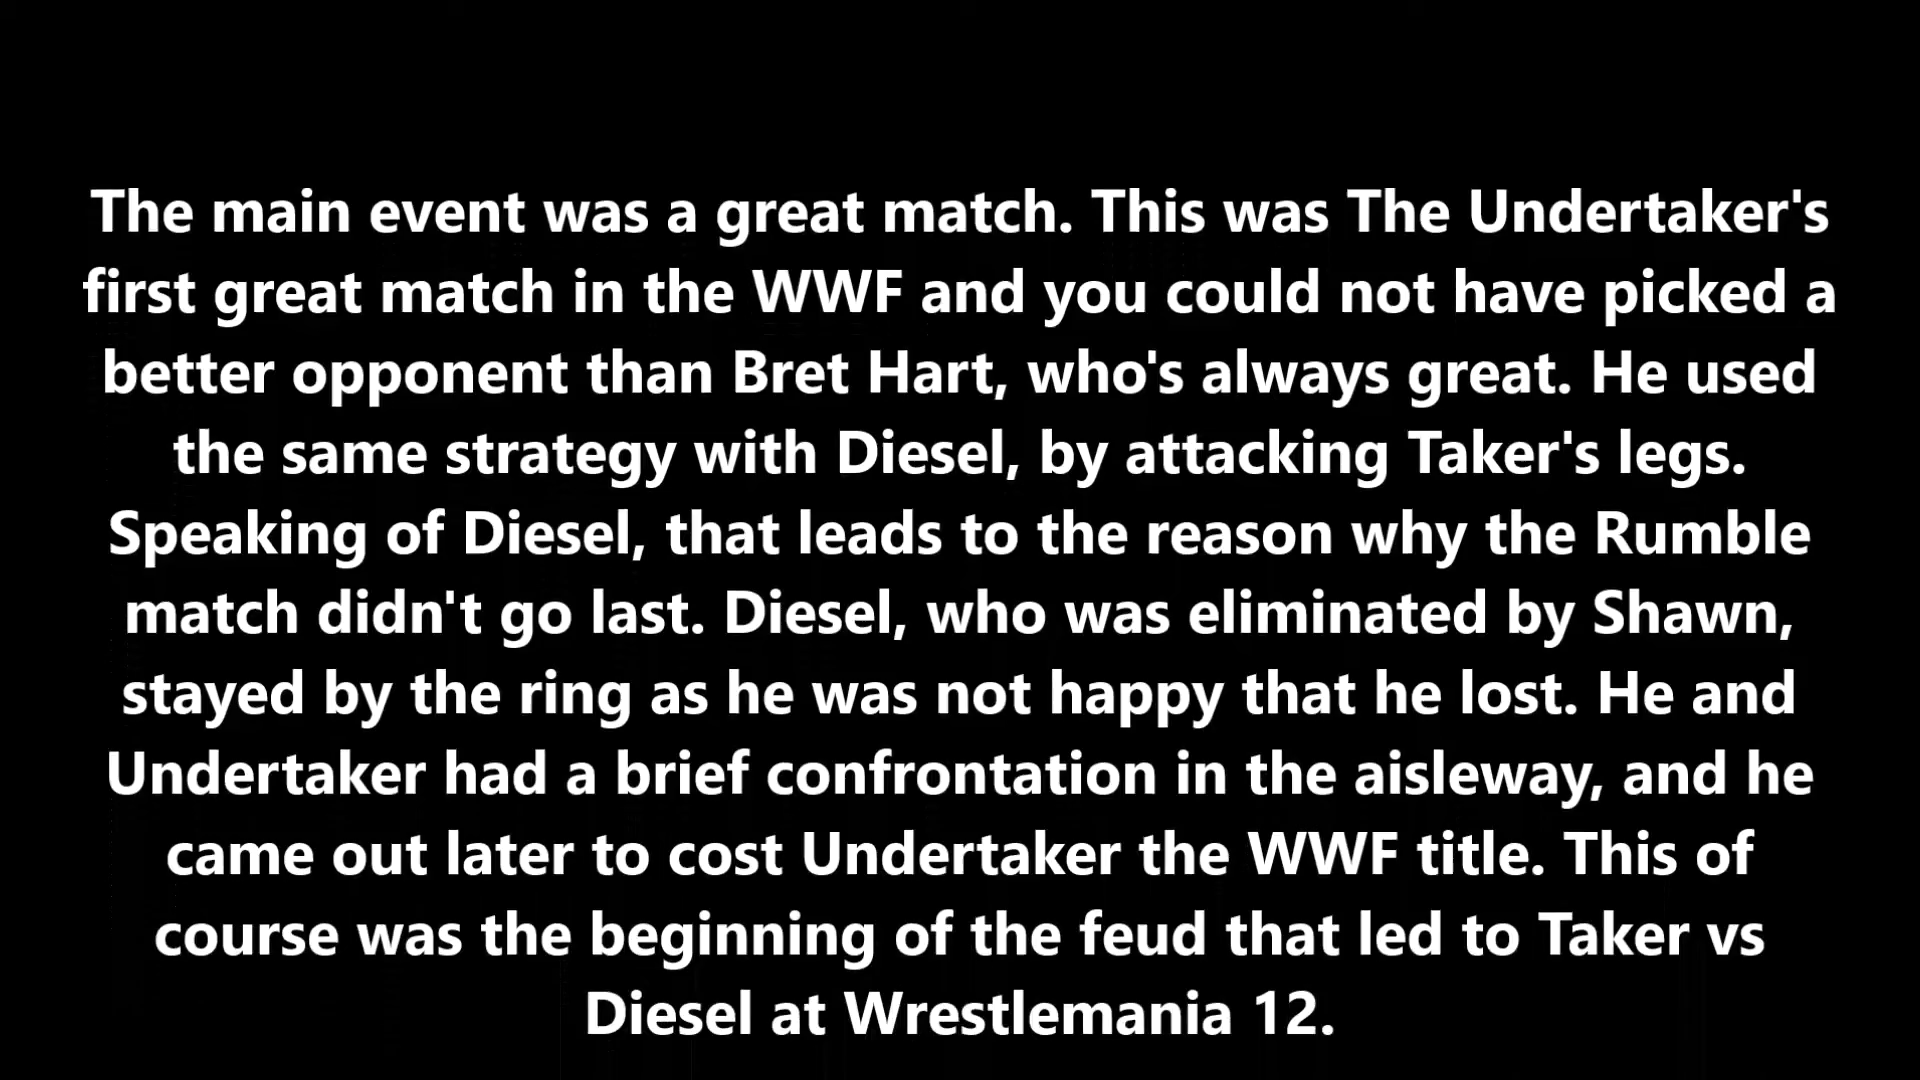 The main event was a great match. This was The Undertaker's
first great match in the WWF and you could not have picked a
better opponent than Bret Hart, who's always great. He used
the same strategy with Diesel, by attacking Taker's legs.
Speaking of Diesel, that leads to the reason why the Rumble
match didn't go last. Diesel, who was eliminated by Shawn,
stayed by the ring as he was not happy that he lost. He and
Undertaker had a brief confrontation in the aisleway, and he
came out later to cost Undertaker the WWF title. This of
course was the beginning of the feud that led to Taker vs
Diesel at Wrestlemania 12.